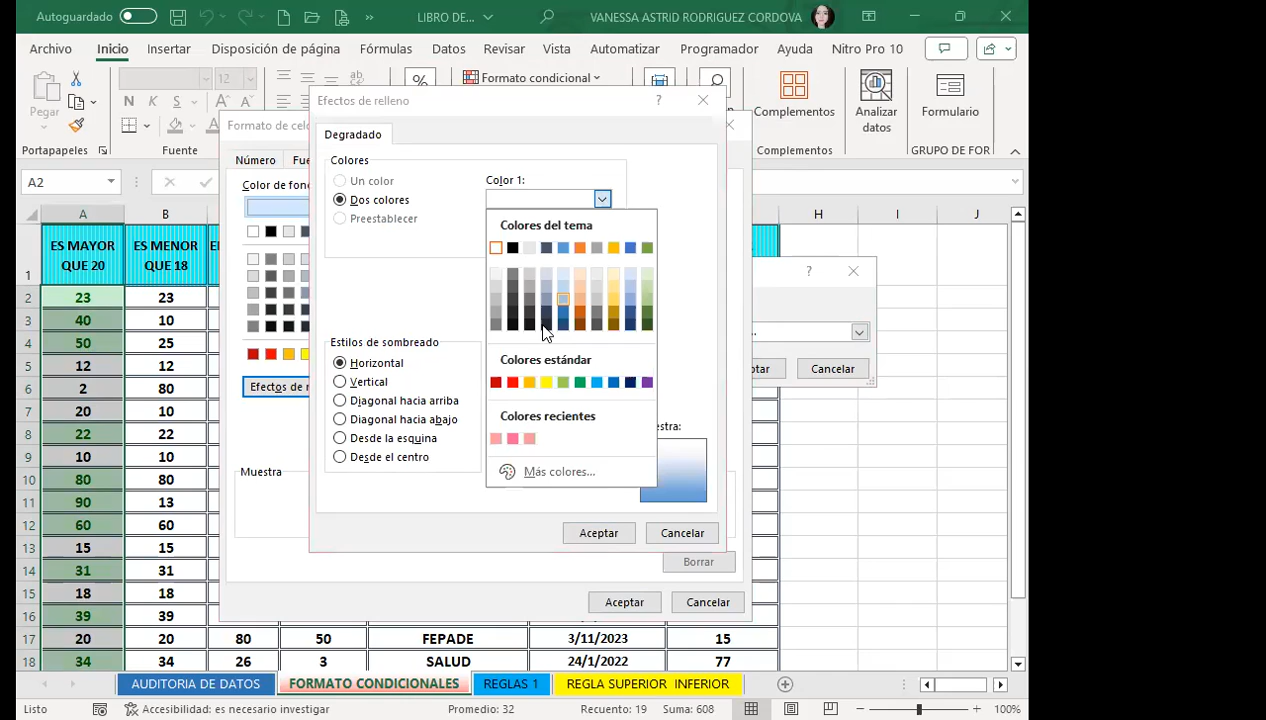 Autoguardado
LIBRO DE...
VANESSA ASTRID RODRIGUEZ CORDOVA
Archivo Inicio Insertar Disposición de página Fórmulas Datos Revisar Vista Automatizar Programador Ayuda Nitro Pro 10
Pegar
Portapapeles
12
N K S
Fuente
ab
%
Formato condicional
Complementos
Complementos
Analizar
datos
Formulario
GRUPO DE FOR
A2
A B H I J
1 ES MAYOR QUE 20 ES MENOR QUE 18
2 23 23
3 40 10
4 50 25
5 12 12
6 2 80
7 20 10
8 22 22
9 10 10
10 80 80
11 90 13
12 60 60
13 15 15
14 31 31
15 18 18
16 39 39
17 20 20 80 50 FEPADE 3/11/2023 15
18 34 34 26 3 SALUD 24/1/2022 77
Formato de
Número
Color de
Efectos de
Muestra
Borrar
Aceptar Cancelar
?
Cancelar
Efectos de relleno
?
Degradado
Colores
Un color
Dos colores
Preestablecer
Color 1:
Colores del tema
Colores estándar
Colores recientes
Más colores...
Estilos de sombreado
Horizontal
Vertical
Diagonal hacia arriba
Diagonal hacia abajo
Desde la esquina
Desde el centro
Aceptar Cancelar
AUDITORIA DE DATOS FORMATO CONDICIONALES REGLAS 1 REGLA SUPERIOR INFERIOR
Listo
Accesibilidad: es necesario investigar
Promedio: 32 Recuento: 19 Suma: 608
100%